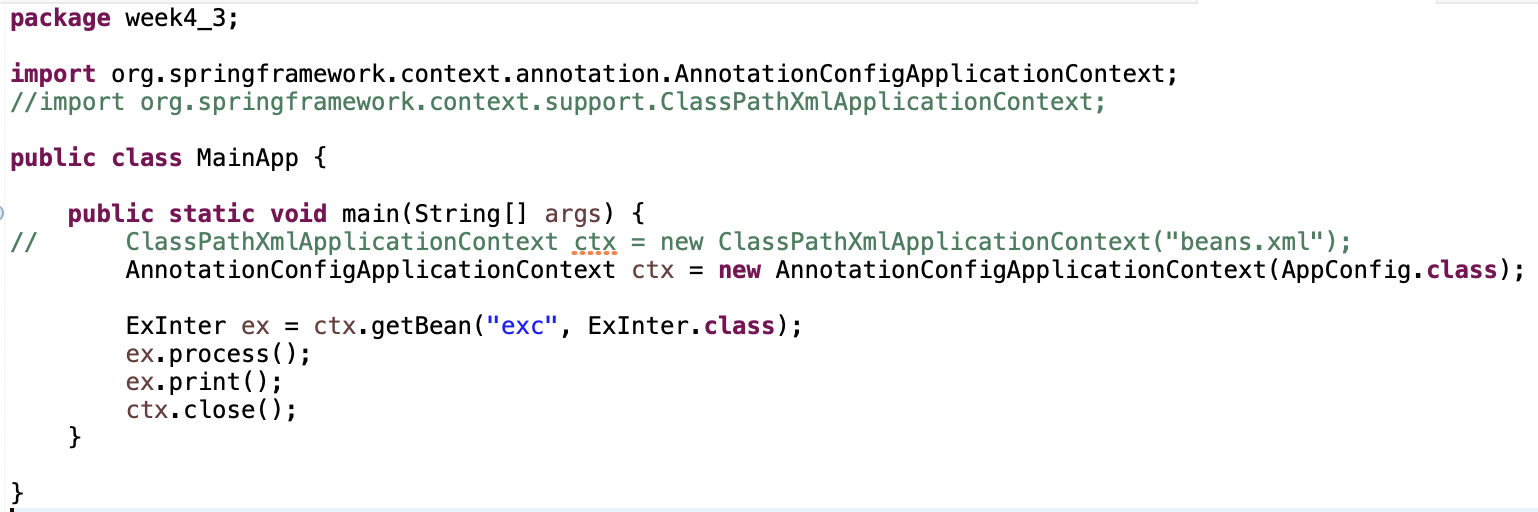 package week4_3;
import org.springframework.context.annotation.AnnotationConfigApplicationContext;
//import org.springframework.context.support.ClassPathXmlApplicationContext;
public class MainApp {
public static void main(String[] args) {
// ClassPathXmlApplicationContext ctx = new ClassPathXmlApplicationContext("beans.xml");
AnnotationConfigApplicationContext ctx = new AnnotationConfigApplicationContext(AppConfig.class);
ExInter ex = ctx.getBean("exc", ExInter.class);
ex.process();
ex.print();
ctx.close();
}
}